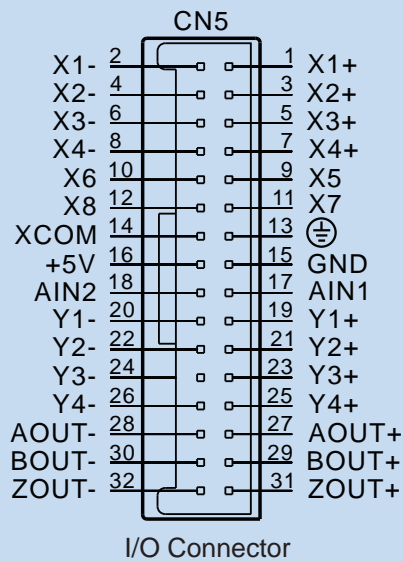 CN5
X1- 2 1 X1+
X2- 4 3 X2+
X3- 6 5 X3+
X4- 8 7 X4+
X6 10 9 X5
X8 12 11 X7
XCOM 14 13
+5V 16 15 GND
AIN2 18 17 AIN1
Y1- 20 19 Y1+
Y2- 22 21 Y2+
Y3- 24 23 Y3+
Y4- 26 25 Y4+
AOUT- 28 27 AOUT+
BOUT- 30 29 BOUT+
ZOUT- 32 31 ZOUT+
I/O Connector